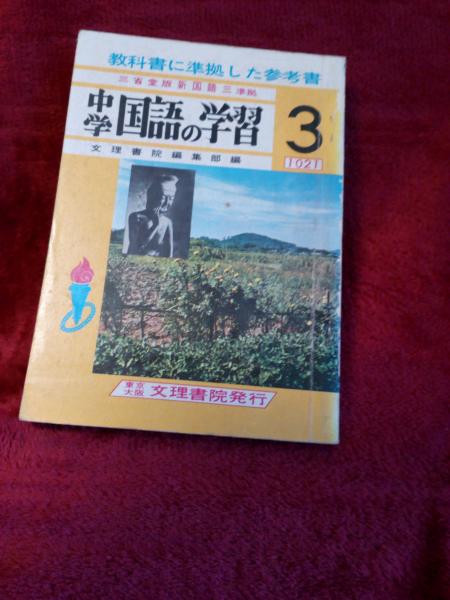 教科書に準拠した参考書
三省堂版新国語三準拠
中学 国語の学習 3
1021
文理書院編集部編
東京 大阪 文理書院発行